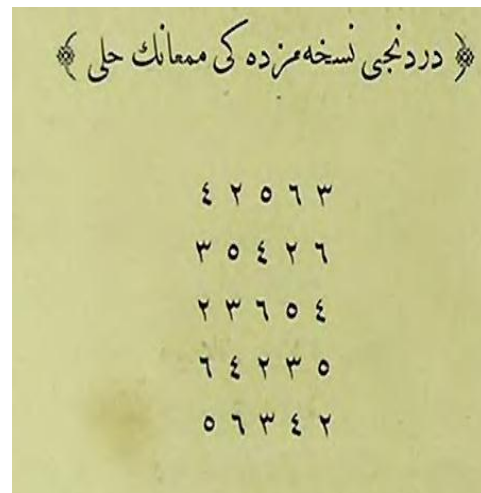 ﴿ دردنجی نسخه‌مزده كی معمانك حلی ﴾
٤ ٢ ٥ ٦ ٣
٣ ٥ ٤ ٢ ٦
٢ ٣ ٦ ٥ ٤
٦ ٤ ٢ ٣ ٥
٥ ٦ ٣ ٤ ٢